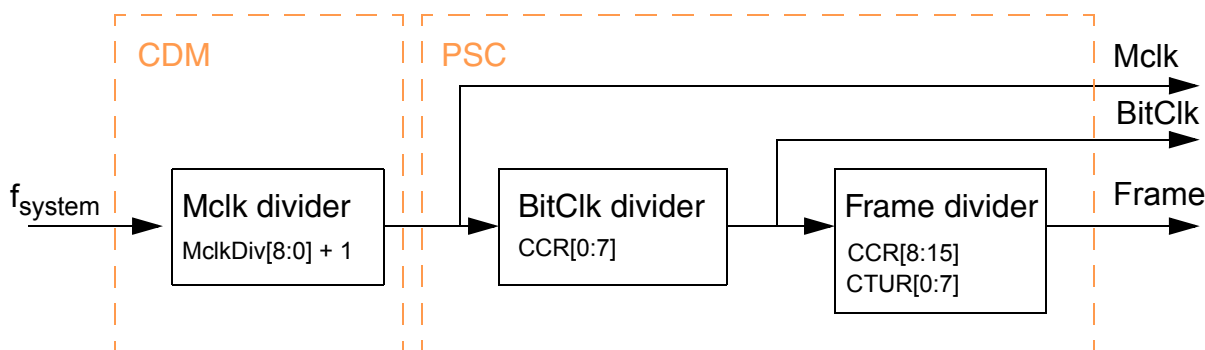 CDM
PSC
Mclk
BitClk
fsystem
Mclk divider
MclkDiv[8:0] + 1
BitClk divider
CCR[0:7]
Frame divider
CCR[8:15]
CTUR[0:7]
Frame